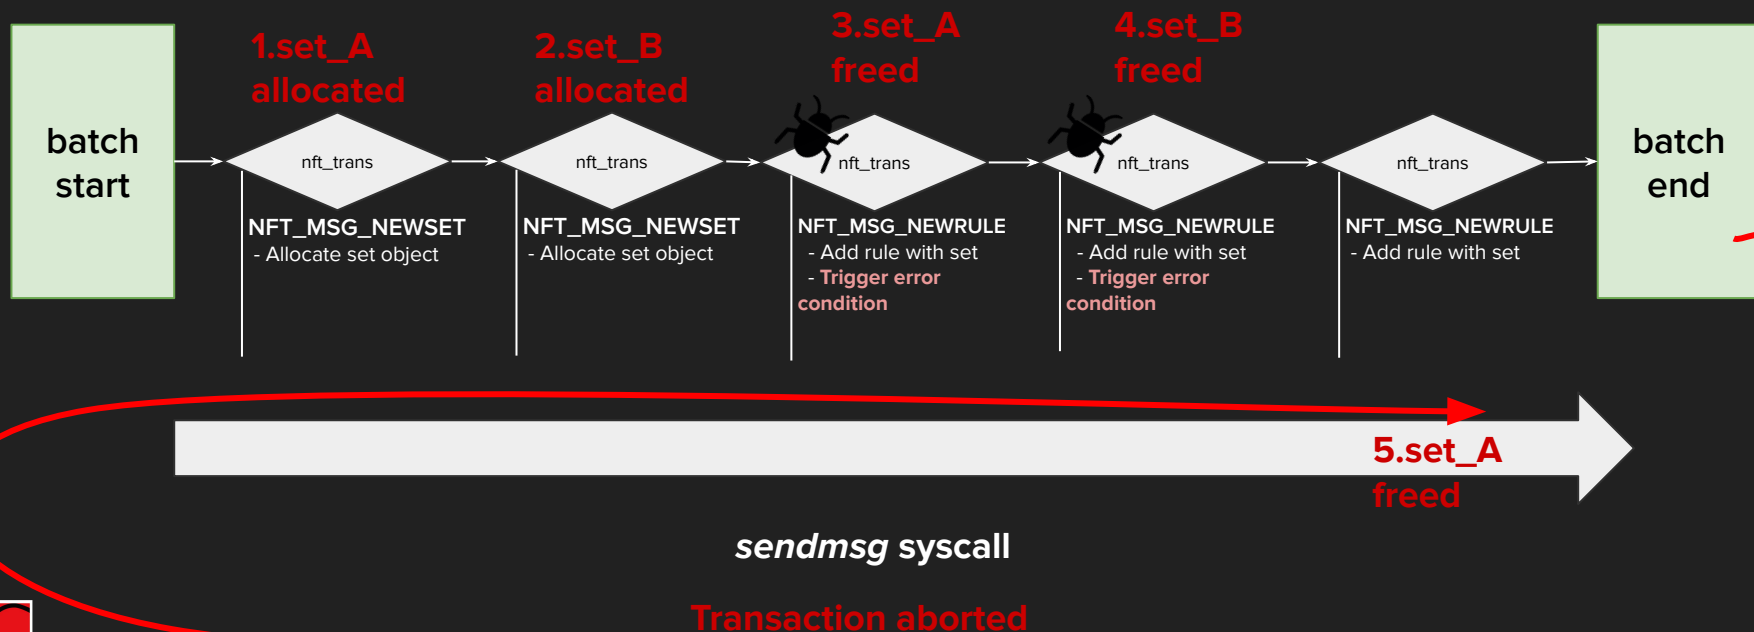 batch
start
1.set_A
allocated
nft_trans
NFT_MSG_NEWSET
- Allocate set object
2.set_B
allocated
nft_trans
NFT_MSG_NEWSET
- Allocate set object
3.set_A
freed
nft_trans
NFT_MSG_NEWRULE
- Add rule with set
- Trigger error
condition
4.set_B
freed
nft_trans
NFT_MSG_NEWRULE
- Add rule with set
- Trigger error
condition
nft_trans
NFT_MSG_NEWRULE
- Add rule with set
batch
end
5.set_A
freed
sendmsg syscall
Transaction aborted